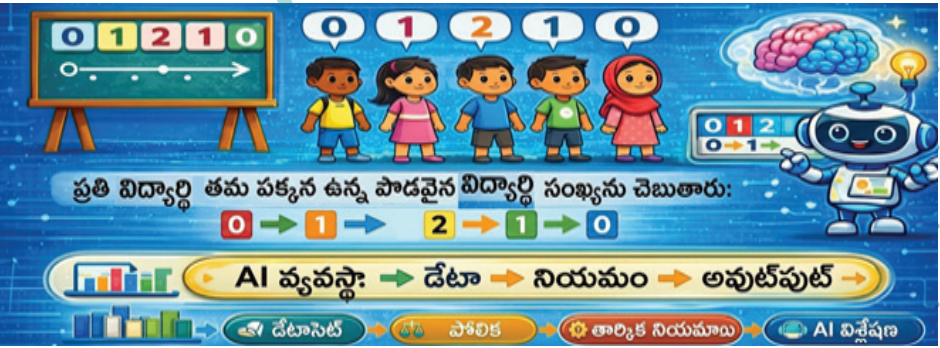 0 1 2 1 0
0 1 2 1 0
0 1 2
0 → 1 →
ప్రతి విద్యార్థి తమ పక్కన ఉన్న పొడవైన విద్యార్థి సంఖ్యను చెబుతారు:
0 → 1 → 2 → 1 → 0
AI వ్యవస్థా: → డేటా → నియమం → అవుట్‌పుట్ →
డేటాసెట్ → పోలిక → తార్కిక నియమాలు → AI విశ్లేషణ